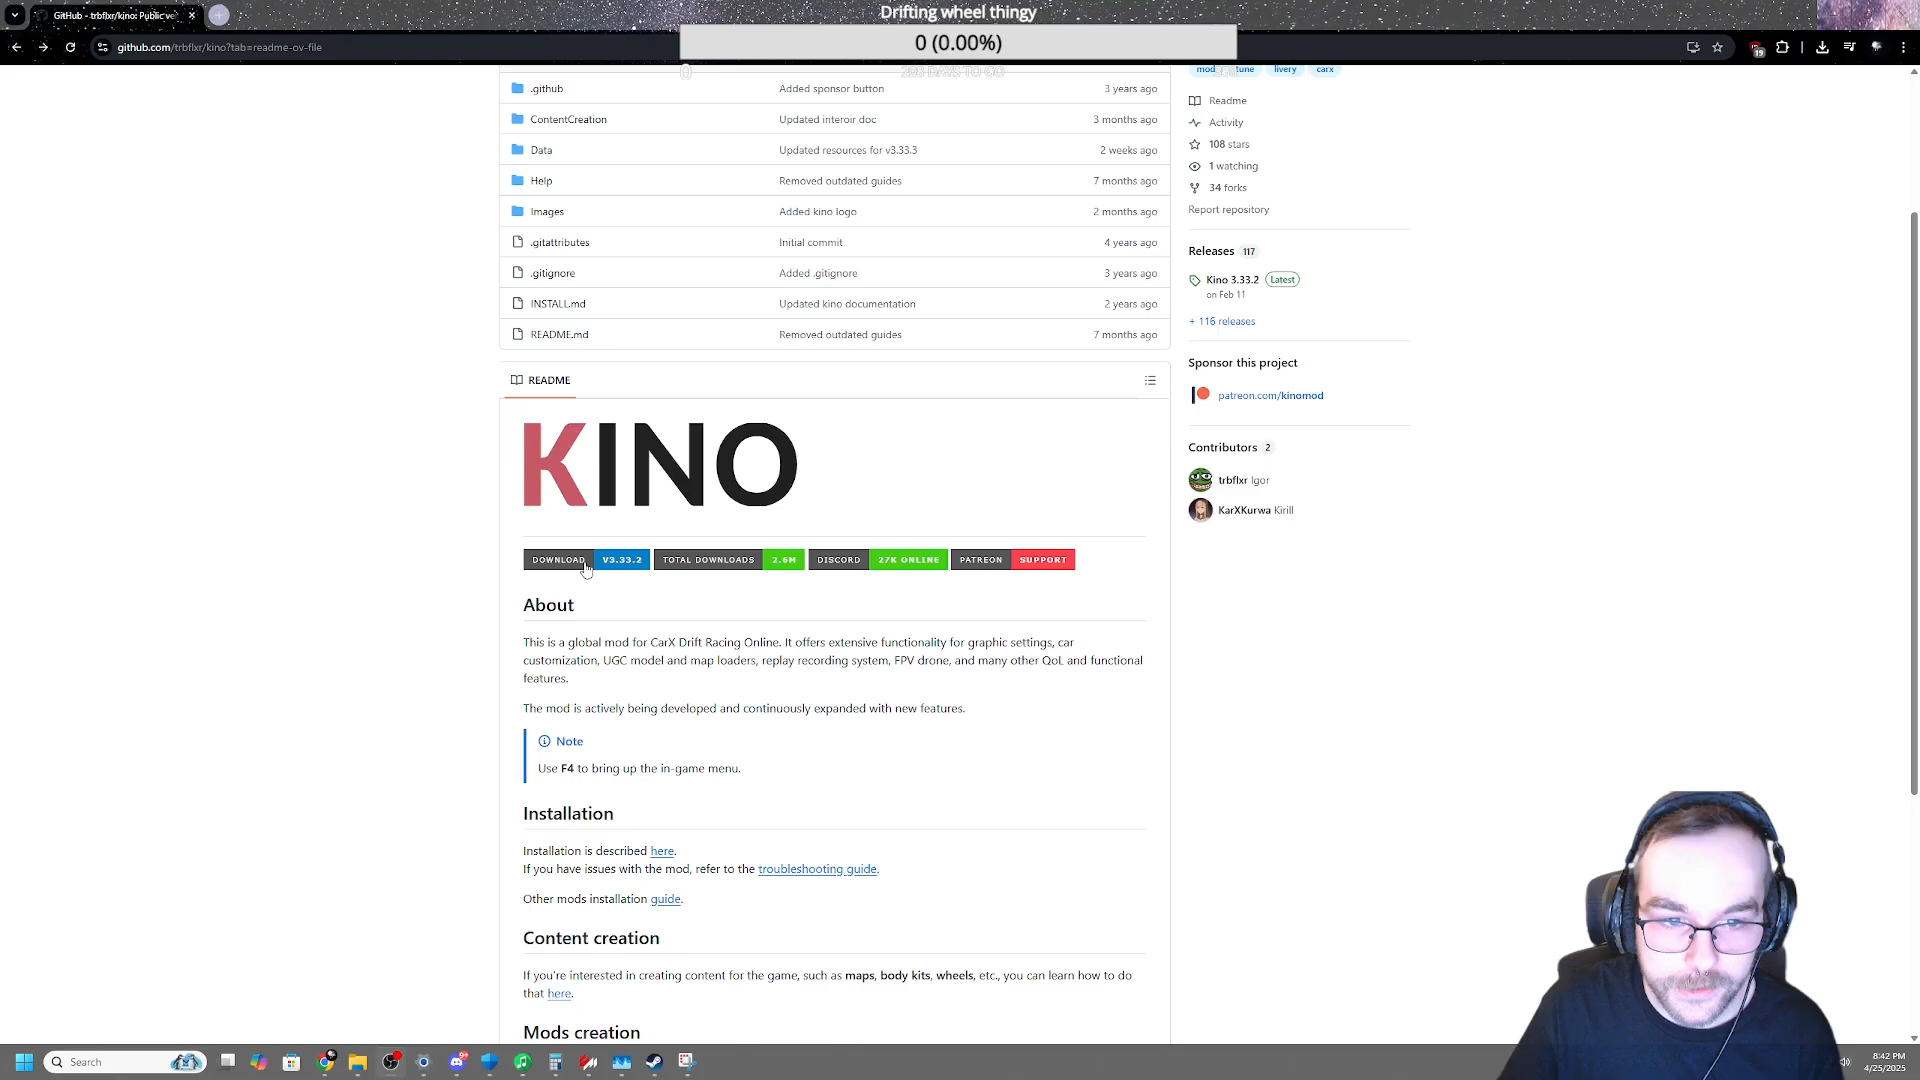 GitHub - trbflxr/kino: Public ve
Drifting wheel thingy
github.com/trbflxr/kino?tab=readme-ov-file
0 (0.00%)
19
0
mod tune livery carx
.github Added sponsor button 3 years ago
ContentCreation Updated interoir doc 3 months ago
Data Updated resources for v3.33.3 2 weeks ago
Help Removed outdated guides 7 months ago
Images Added kino logo 2 months ago
.gitattributes Initial commit 4 years ago
.gitignore Added .gitignore 3 years ago
INSTALL.md Updated kino documentation 2 years ago
README.md Removed outdated guides 7 months ago
README
KINO
DOWNLOAD V3.33.2 TOTAL DOWNLOADS 2.6M DISCORD 27K ONLINE PATREON SUPPORT
About
This is a global mod for CarX Drift Racing Online. It offers extensive functionality for graphic settings, car
customization, UGC model and map loaders, replay recording system, FPV drone, and many other QoL and functional
features.
The mod is actively being developed and continuously expanded with new features.
Note
Use F4 to bring up the in-game menu.
Installation
Installation is described here.
If you have issues with the mod, refer to the troubleshooting guide.
Other mods installation guide.
Content creation
If you're interested in creating content for the game, such as maps, body kits, wheels, etc., you can learn how to do
that here.
Mods creation
Readme
Activity
108 stars
1 watching
34 forks
Report repository
Releases 117
Kino 3.33.2 Latest
on Feb 11
+ 116 releases
Sponsor this project
patreon.com/kinomod
Contributors 2
trbflxr Igor
KarXKurwa Kirill
Search
8:42 PM
4/25/2025